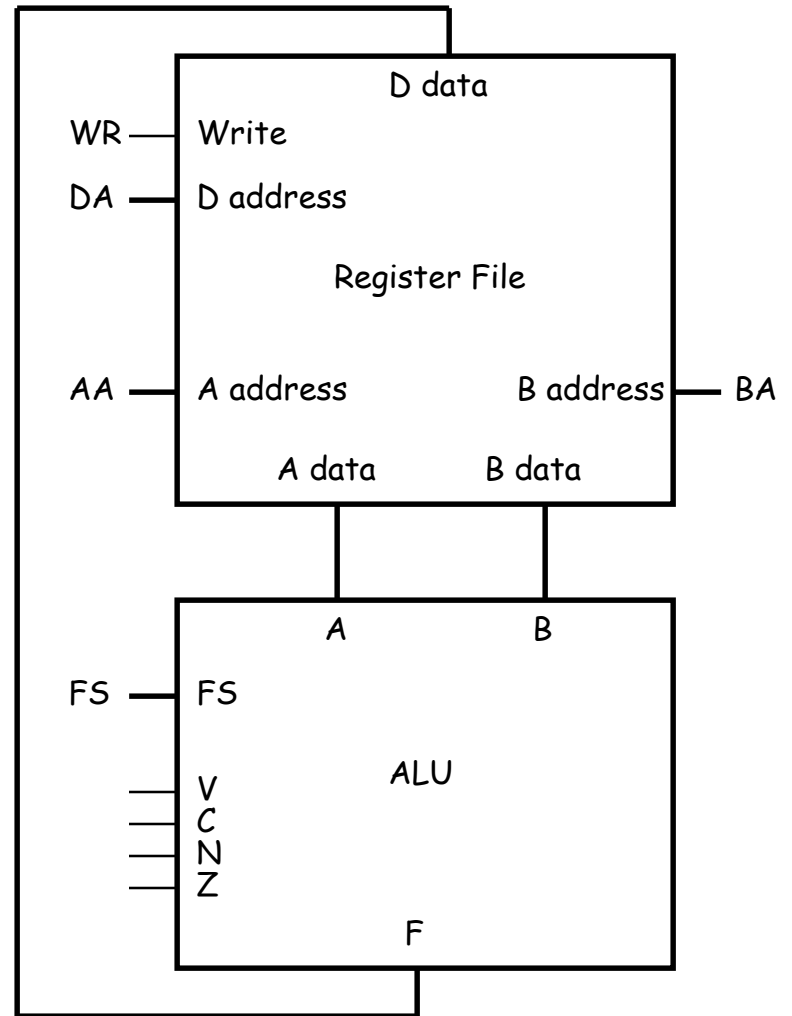 D data
WR Write
DA D address
Register File
AA A address B address BA
A data B data
A B
FS FS
ALU
V
C
N
Z
F